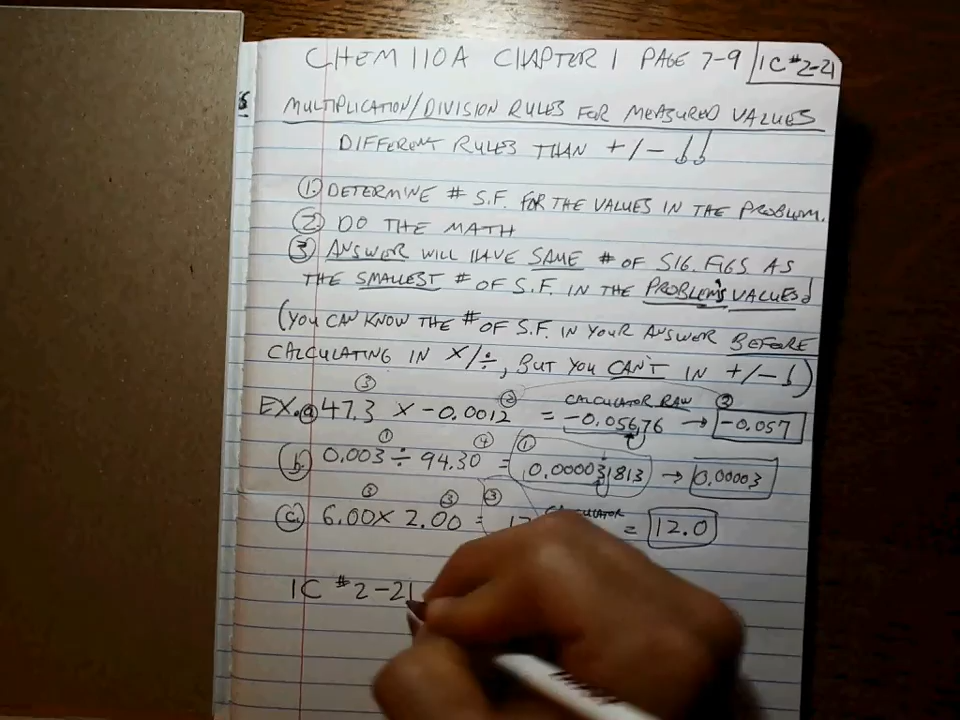 CHEM 110A CHAPTER 1 PAGE 7-9 1C #2-21
MULTIPLICATION/DIVISION RULES FOR MEASURED VALUES
DIFFERENT RULES THAN +/- ↓↓
① DETERMINE # S.F. FOR THE VALUES IN THE PROBLEM.
② DO THE MATH
③ ANSWER WILL HAVE SAME # OF SIG. FIGS AS
THE SMALLEST # OF S.F. IN THE PROBLEM'S VALUES!
(YOU CAN KNOW THE # OF S.F. IN YOUR ANSWER BEFORE
CALCULATING IN X/÷, BUT YOU CAN'T IN +/-!)
③ ② CALCULATOR RAW ②
EX. ⓐ 47.3 X -0.0012 = -0.05676 → -0.057
① ④ ①
ⓑ 0.003 ÷ 94.30 = 0.000031813 → 0.00003
③ ③ ③ CALCULATOR
ⓒ 6.00 X 2.00 = 12 = 12.0
1C #2-21